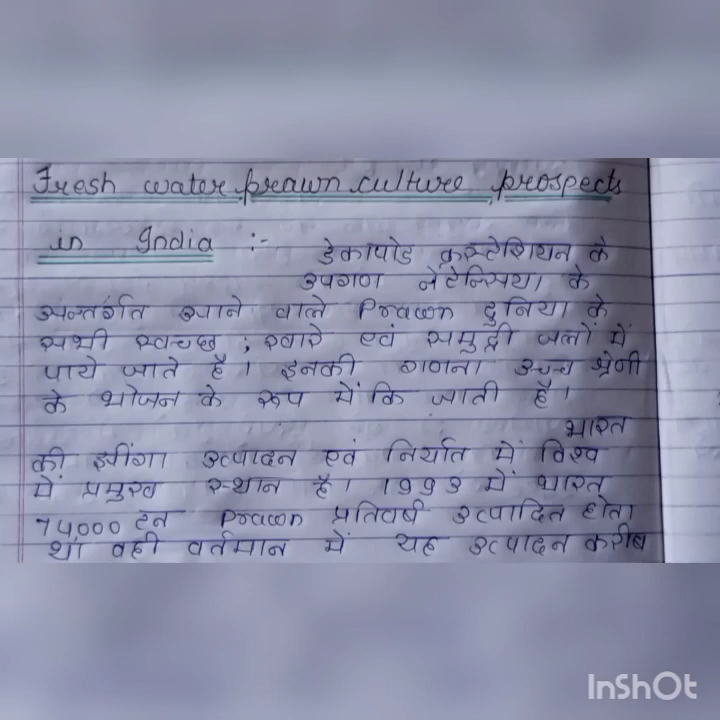 Fresh water prawn culture prospects
in India :-
डेकापोड क्रस्टेशियन के
उपगण नेटेन्सिया के
अन्तर्गत आने वाले Prawn दुनिया के
सभी स्वच्छ, खारे एवं समुद्री जलों में
पाये जाते है। इनकी गणना उच्च श्रेनी
के भोजन के रूप में कि जाती है।
भारत
की झींगा उत्पादन एवं निर्यात में विश्व
में प्रमुख स्थान है। 1993 में भारत
74000 टन Prawn प्रतिवर्ष उत्पादित होता
था वही वर्तमान में यह उत्पादन करीब
InShOt